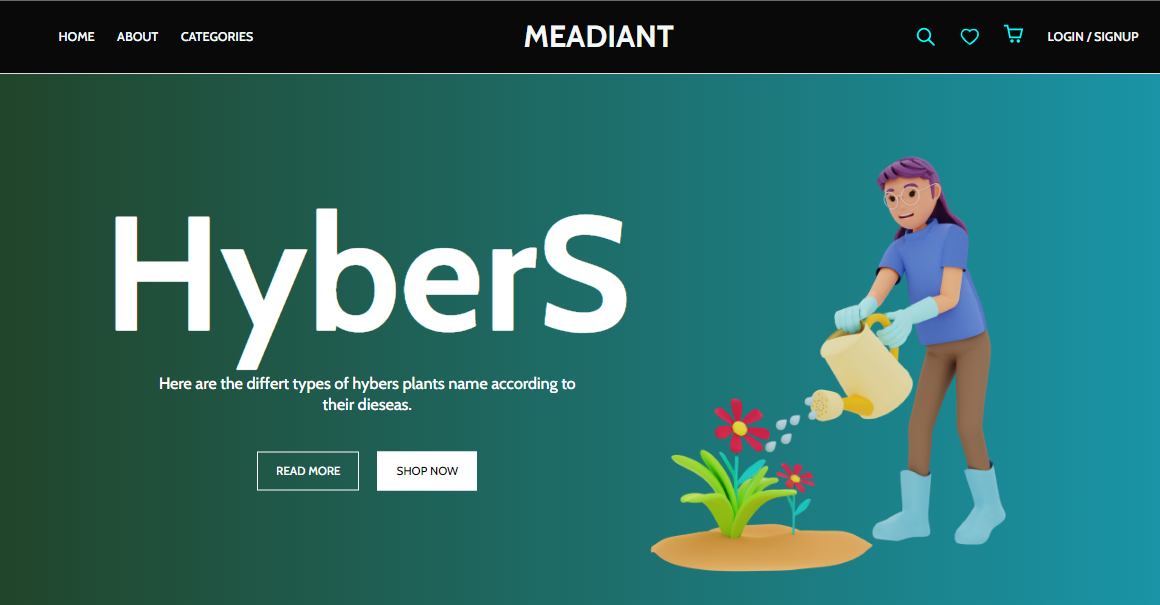 HOME ABOUT CATEGORIES MEADIANT LOGIN / SIGNUP
HyberS
Here are the differt types of hybers plants name according to
their dieseas.
READ MORE SHOP NOW